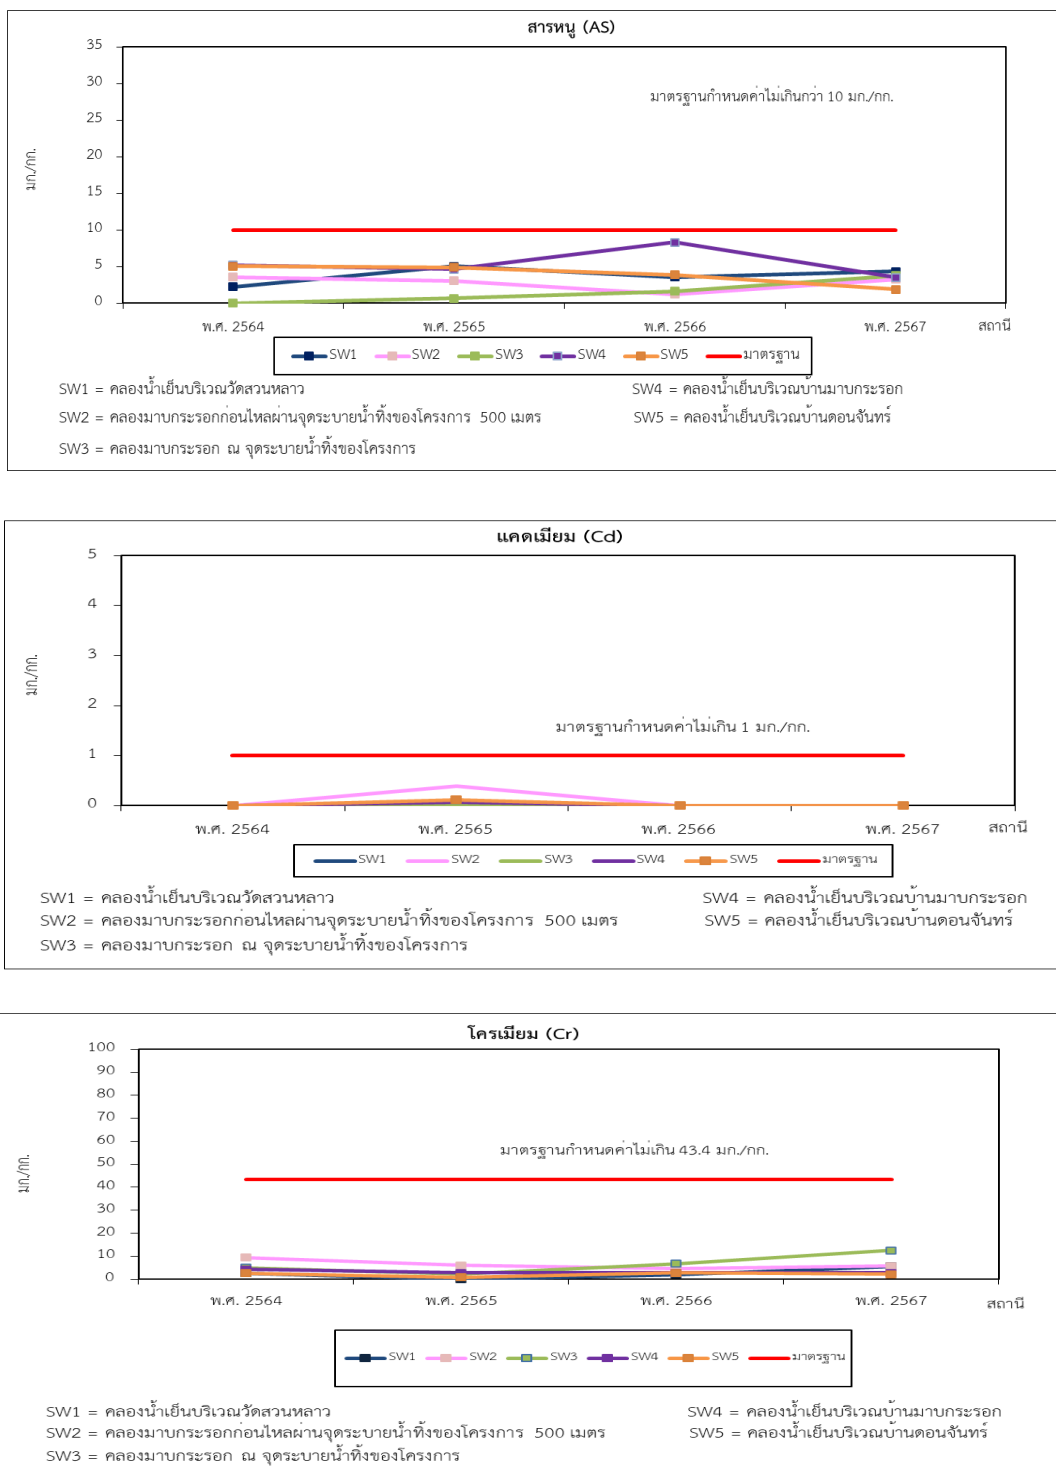 สารหนู (AS)
35
30
มาตรฐานกำหนดค่าไม่เกินกว่า 10 มก./กก.
25
20
มก./กก.
15
10
5
0
พ.ศ. 2564 พ.ศ. 2565 พ.ศ. 2566 พ.ศ. 2567 สถานี
SW1 SW2 SW3 SW4 SW5 มาตรฐาน
SW1 = คลองน้ำเย็นบริเวณวัดสวนหลาว SW4 = คลองน้ำเย็นบริเวณบ้านมาบกระรอก
SW2 = คลองมาบกระรอกก่อนไหลผ่านจุดระบายน้ำทิ้งของโครงการ 500 เมตร SW5 = คลองน้ำเย็นบริเวณบ้านดอนจันทร์
SW3 = คลองมาบกระรอก ณ จุดระบายน้ำทิ้งของโครงการ
แคดเมียม (Cd)
5
4
3
มก./กก.
2
มาตรฐานกำหนดค่าไม่เกิน 1 มก./กก.
1
0
พ.ศ. 2564 พ.ศ. 2565 พ.ศ. 2566 พ.ศ. 2567 สถานี
SW1 SW2 SW3 SW4 SW5 มาตรฐาน
SW1 = คลองน้ำเย็นบริเวณวัดสวนหลาว SW4 = คลองน้ำเย็นบริเวณบ้านมาบกระรอก
SW2 = คลองมาบกระรอกก่อนไหลผ่านจุดระบายน้ำทิ้งของโครงการ 500 เมตร SW5 = คลองน้ำเย็นบริเวณบ้านดอนจันทร์
SW3 = คลองมาบกระรอก ณ จุดระบายน้ำทิ้งของโครงการ
โครเมียม (Cr)
100
90
80
70
60
มาตรฐานกำหนดค่าไม่เกิน 43.4 มก./กก.
50
มก./กก.
40
30
20
10
0
พ.ศ. 2564 พ.ศ. 2565 พ.ศ. 2566 พ.ศ. 2567 สถานี
SW1 SW2 SW3 SW4 SW5 มาตรฐาน
SW1 = คลองน้ำเย็นบริเวณวัดสวนหลาว SW4 = คลองน้ำเย็นบริเวณบ้านมาบกระรอก
SW2 = คลองมาบกระรอกก่อนไหลผ่านจุดระบายน้ำทิ้งของโครงการ 500 เมตร SW5 = คลองน้ำเย็นบริเวณบ้านดอนจันทร์
SW3 = คลองมาบกระรอก ณ จุดระบายน้ำทิ้งของโครงการ